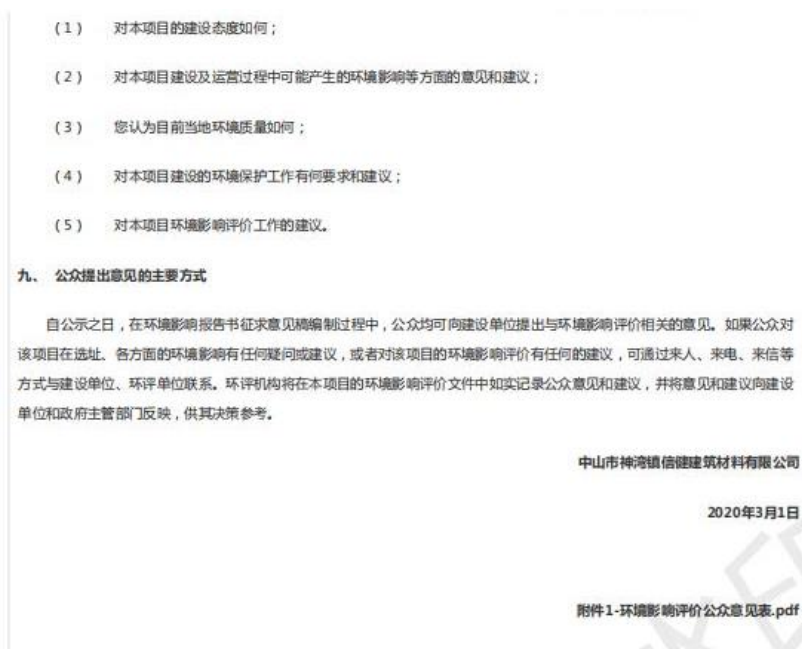 （1） 对本项目的建设态度如何；
（2） 对本项目建设及运营过程中可能产生的环境影响等方面的意见和建议；
（3） 您认为目前当地环境质量如何；
（4） 对本项目建设的环境保护工作有何要求和建议；
（5） 对本项目环境影响评价工作的建议。
九、 公众提出意见的主要方式
自公示之日，在环境影响报告书征求意见稿编制过程中，公众均可向建设单位提出与环境影响评价相关的意见。如果公众对
该项目在选址、各方面的环境影响有任何疑问或建议，或者对该项目的环境影响评价有任何的建议，可通过来人、来电、来信等
方式与建设单位、环评单位联系。环评机构将在本项目的环境影响评价文件中如实记录公众意见和建议，并将意见和建议向建设
单位和政府主管部门反映，供其决策参考。
中山市神湾镇信健建筑材料有限公司
2020年3月1日
附件1-环境影响评价公众意见表.pdf